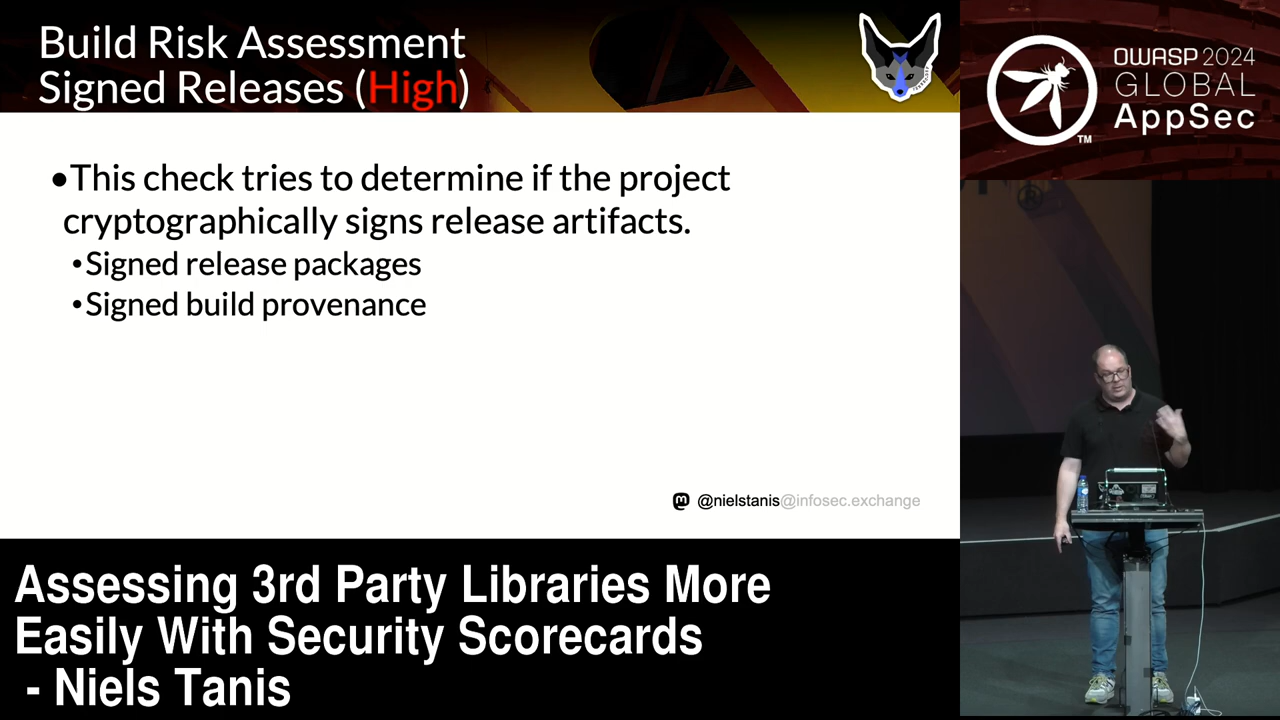 Build Risk Assessment
Signed Releases (High)
•This check tries to determine if the project
cryptographically signs release artifacts.
•Signed release packages
•Signed build provenance
@nielstanis@infosec.exchange
OWASP 2024
GLOBAL
AppSec
TM
Assessing 3rd Party Libraries More
Easily With Security Scorecards
- Niels Tanis